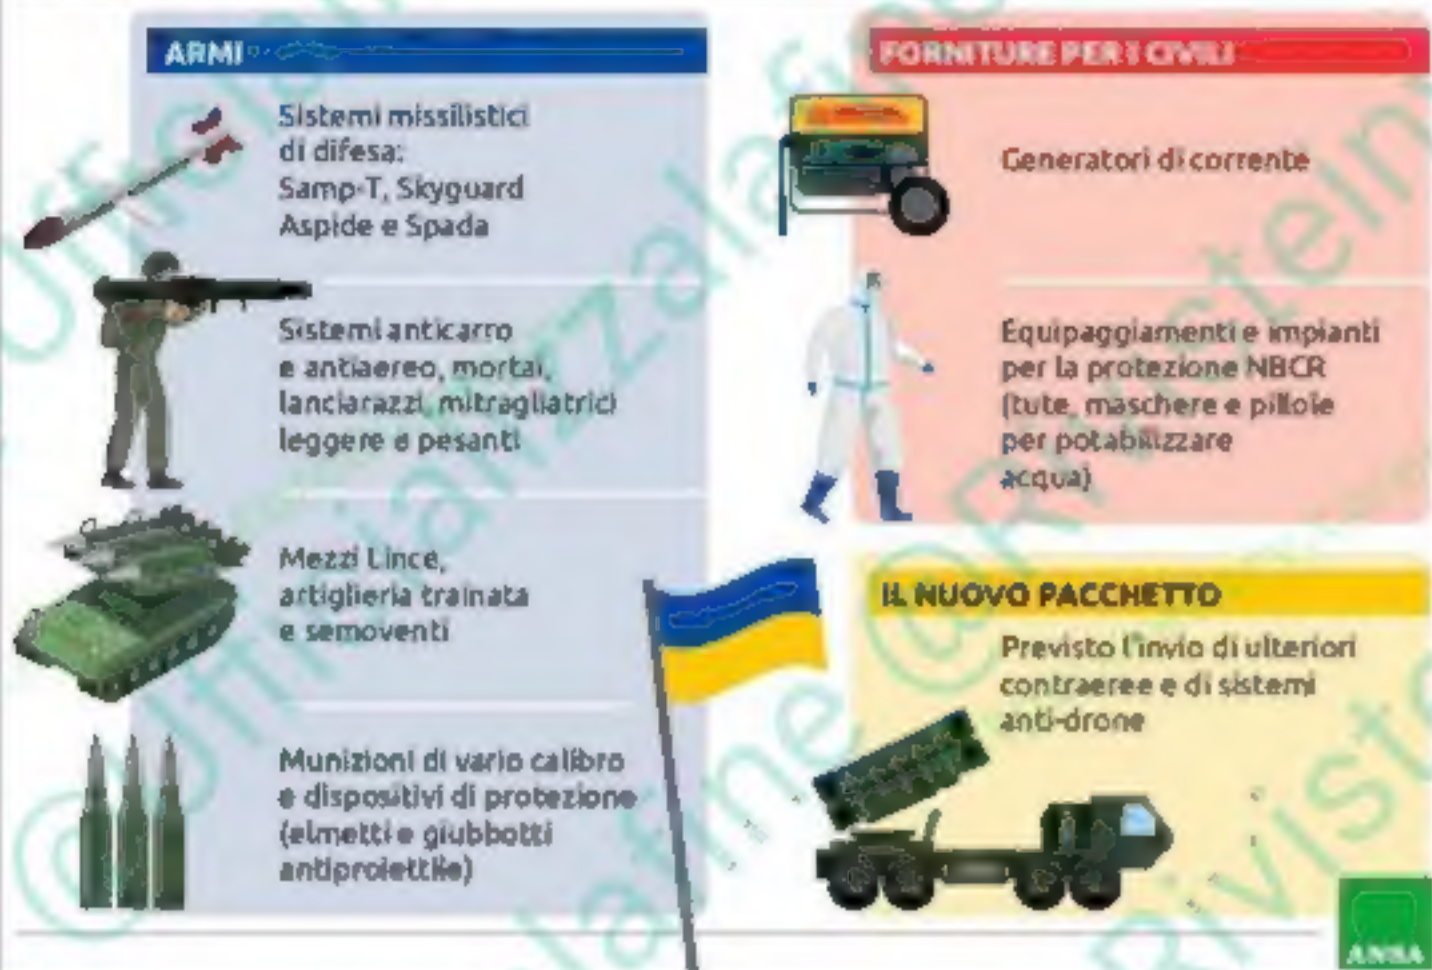 ARMI
Sistemi missilistici
di difesa:
Samp-T, Skyguard
Aspide e Spada
Sistemi anticarro
e antiaereo, mortai,
lanciarazzi, mitragliatrici
leggere e pesanti
Mezzi Lince,
artiglieria trainata
e semoventi
Munizioni di vario calibro
e dispositivi di protezione
(elmetti e giubbotti
antiproiettile)
FORNITURE PER I CIVILI
Generatori di corrente
Equipaggiamenti e impianti
per la protezione NBCR
(tute, maschere e pillole
per potabilizzare
acqua)
IL NUOVO PACCHETTO
Previsto l'invio di ulteriori
contraeree e di sistemi
anti-drone
ANSA